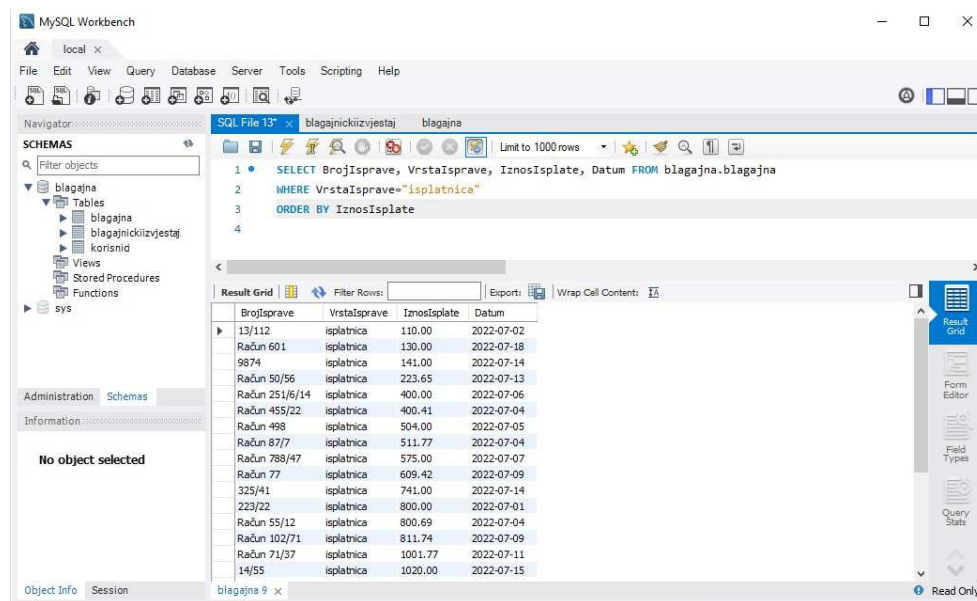 MySQL Workbench
local
File Edit View Query Database Server Tools Scripting Help
Navigator
SCHEMAS
Filter objects
blagajna
Tables
blagajna
blagajnickiizvjestaj
korisnid
Views
Stored Procedures
Functions
sys
Administration Schemas
Information
No object selected
Object Info Session
SQL File 13* blagajnickiizvjestaj blagajna
Limit to 1000 rows
1 SELECT BrojIsprave, VrstaIsprave, IznosIsplate, Datum FROM blagajna.blagajna
2 WHERE VrstaIsprave="isplatnica"
3 ORDER BY IznosIsplate
4
Result Grid Filter Rows: Export: Wrap Cell Content:
BrojIsprave VrstaIsprave IznosIsplate Datum
13/112 isplatnica 110.00 2022-07-02
Račun 601 isplatnica 130.00 2022-07-18
9874 isplatnica 141.00 2022-07-14
Račun 50/56 isplatnica 223.65 2022-07-13
Račun 251/6/14 isplatnica 400.00 2022-07-06
Račun 455/22 isplatnica 400.41 2022-07-04
Račun 498 isplatnica 504.00 2022-07-05
Račun 87/7 isplatnica 511.77 2022-07-04
Račun 788/47 isplatnica 575.00 2022-07-07
Račun 77 isplatnica 609.42 2022-07-09
325/41 isplatnica 741.00 2022-07-14
223/22 isplatnica 800.00 2022-07-01
Račun 55/12 isplatnica 800.69 2022-07-04
Račun 102/71 isplatnica 811.74 2022-07-09
Račun 71/37 isplatnica 1001.77 2022-07-11
14/55 isplatnica 1020.00 2022-07-15
Result
Grid
Form
Editor
Field
Types
Query
Stats
blagajna 9
Read Only